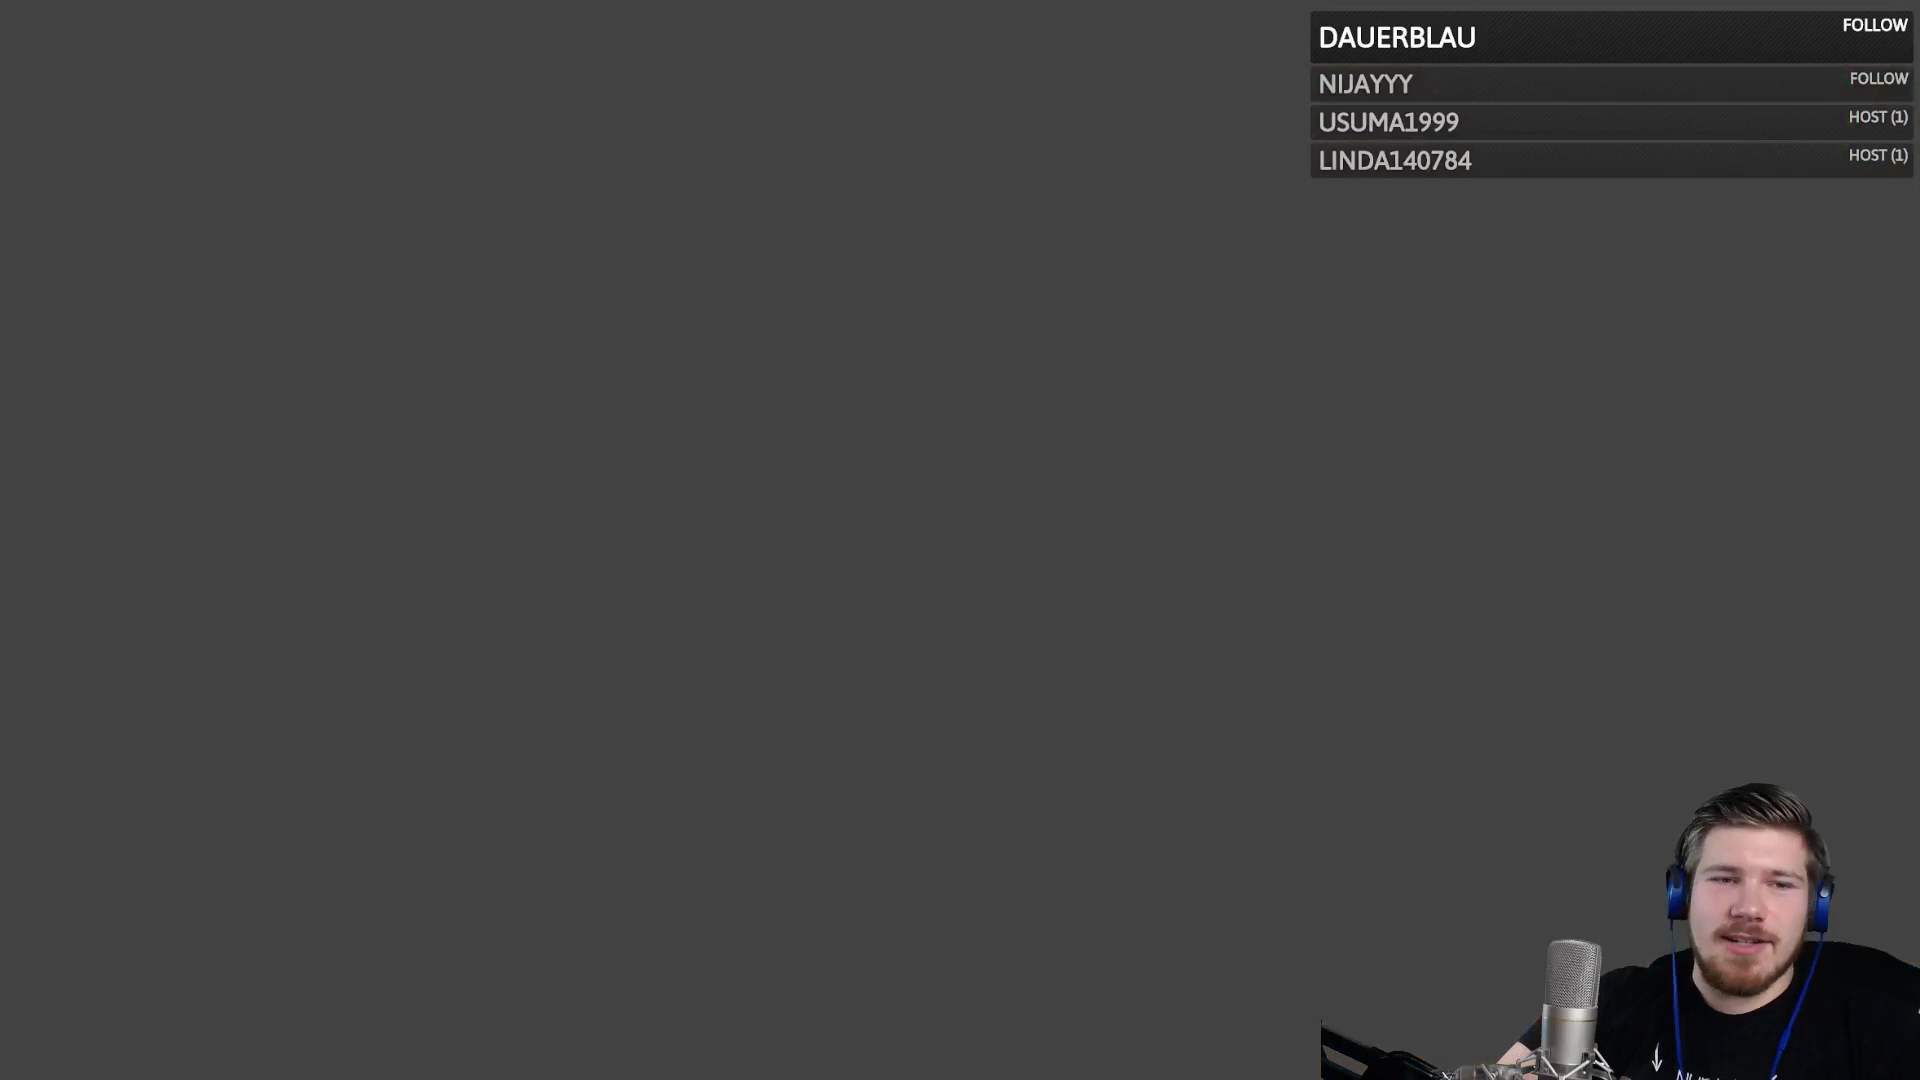 DAUERBLAU FOLLOW
NIJAYYY FOLLOW
USUMA1999 HOST (1)
LINDA140784 HOST (1)